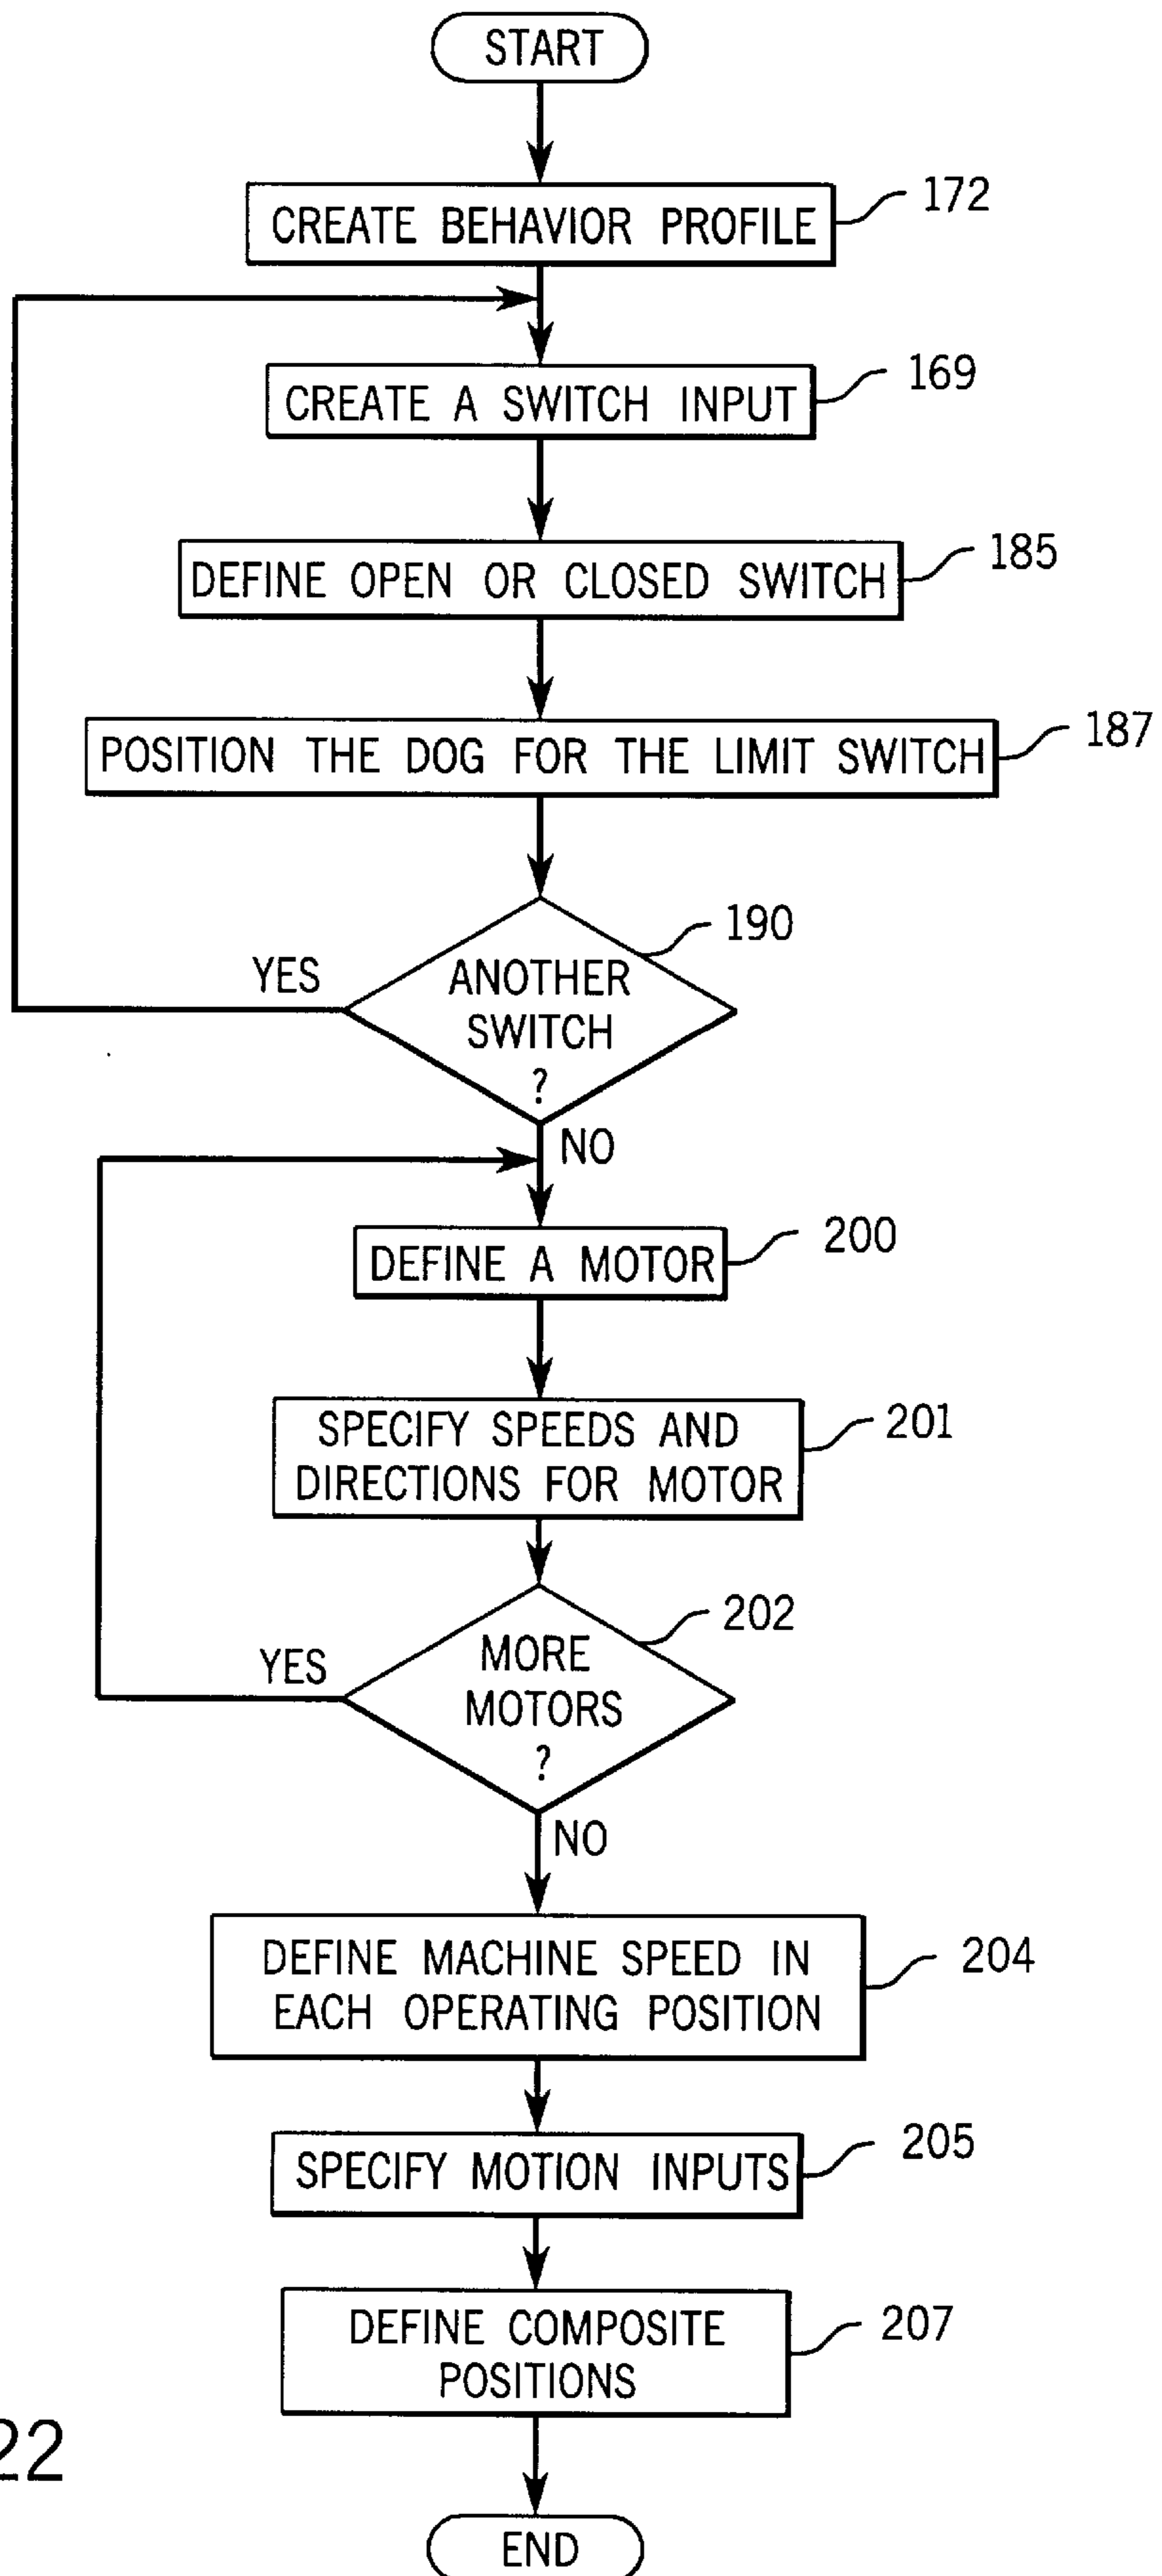 START
CREATE BEHAVIOR PROFILE
172
CREATE A SWITCH INPUT
169
DEFINE OPEN OR CLOSED SWITCH
185
POSITION THE DOG FOR THE LIMIT SWITCH
187
190
YES
ANOTHER
SWITCH
?
NO
DEFINE A MOTOR
200
SPECIFY SPEEDS AND
DIRECTIONS FOR MOTOR
201
202
YES
MORE
MOTORS
?
NO
DEFINE MACHINE SPEED IN
EACH OPERATING POSITION
204
SPECIFY MOTION INPUTS
205
DEFINE COMPOSITE
POSITIONS
207
22
END